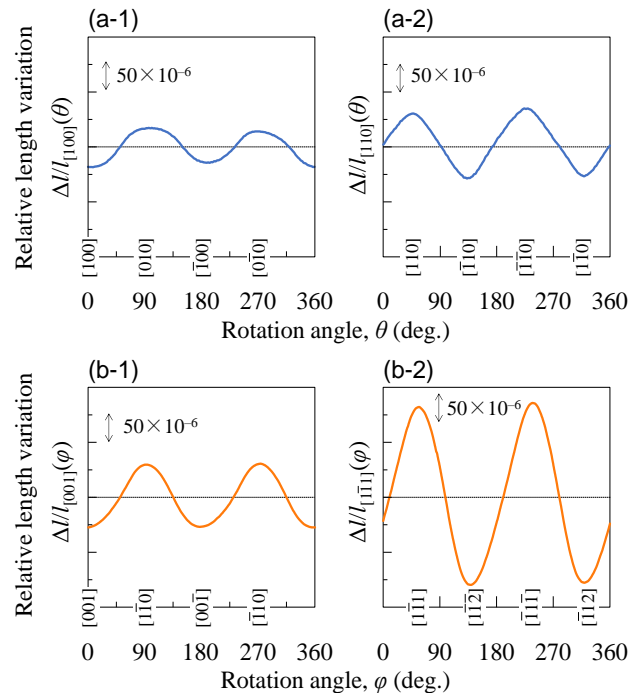 (a-1)
(a-2)
Relative length variation
Δl/l[100](θ)
50×10⁻⁶
Δl/l[110](θ)
50×10⁻⁶
[100] [010] [1̄00] [01̄0]
[110] [1̄10] [1̄1̄0] [11̄0]
0 90 180 270 360
0 90 180 270 360
Rotation angle, θ (deg.)
(b-1)
(b-2)
Relative length variation
Δl/l[001](φ)
50×10⁻⁶
Δl/l[11̄1](φ)
50×10⁻⁶
[001] [11̄0] [001̄] [1̄10]
[11̄1] [11̄2̄] [1̄11̄] [1̄12]
0 90 180 270 360
0 90 180 270 360
Rotation angle, φ (deg.)